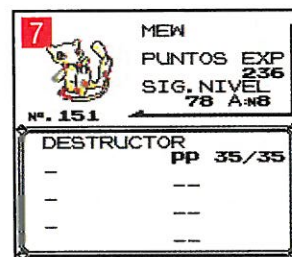 7
MEW
PUNTOS EXP
236
SIG.NIVEL
78 A:N8
Nº.151
DESTRUCTOR
PP 35/35
–
--
–
--
–
--